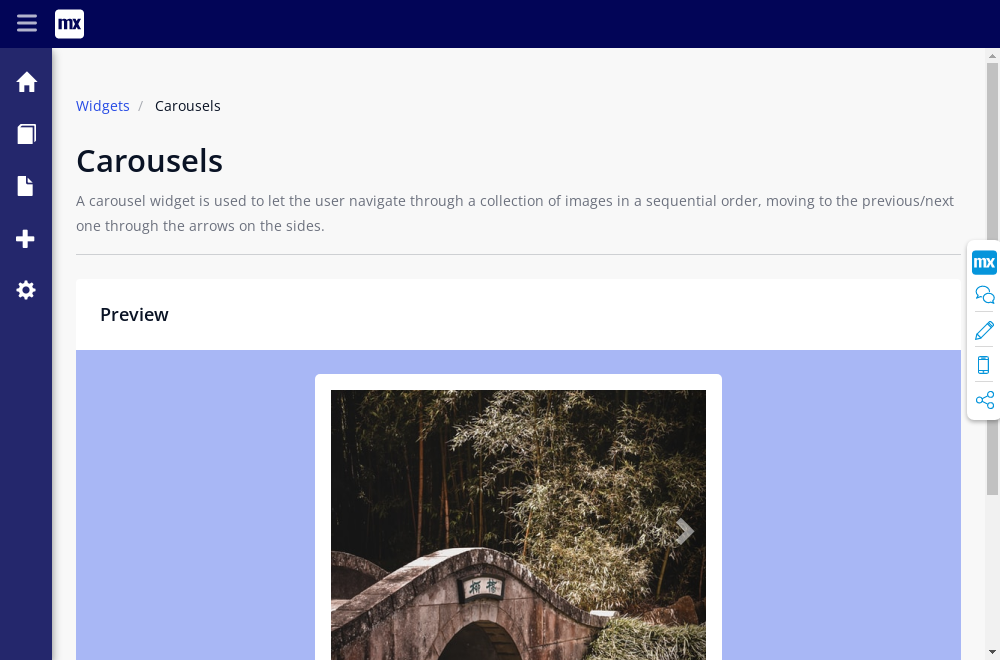 mx
Widgets / Carousels
Carousels
A carousel widget is used to let the user navigate through a collection of images in a sequential order, moving to the previous/next
one through the arrows on the sides.
mx
Preview